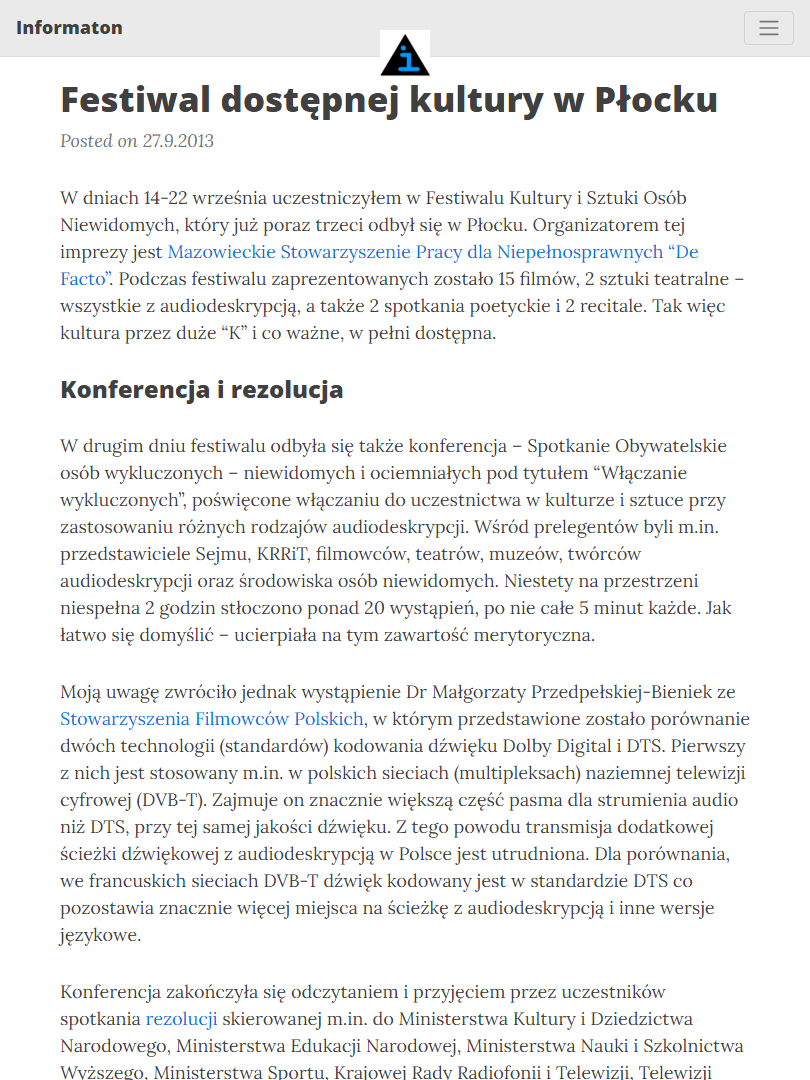 Informaton
Festiwal dostępnej kultury w Płocku
Posted on 27.9.2013
W dniach 14-22 września uczestniczyłem w Festiwalu Kultury i Sztuki Osób
Niewidomych, który już poraz trzeci odbył się w Płocku. Organizatorem tej
imprezy jest Mazowieckie Stowarzyszenie Pracy dla Niepełnosprawnych “De
Facto”. Podczas festiwalu zaprezentowanych zostało 15 filmów, 2 sztuki teatralne –
wszystkie z audiodeskrypcją, a także 2 spotkania poetyckie i 2 recitale. Tak więc
kultura przez duże “K” i co ważne, w pełni dostępna.
Konferencja i rezolucja
W drugim dniu festiwalu odbyła się także konferencja – Spotkanie Obywatelskie
osób wykluczonych – niewidomych i ociemniałych pod tytułem “Włączanie
wykluczonych”, poświęcone włączaniu do uczestnictwa w kulturze i sztuce przy
zastosowaniu różnych rodzajów audiodeskrypcji. Wśród prelegentów byli m.in.
przedstawiciele Sejmu, KRRiT, filmowców, teatrów, muzeów, twórców
audiodeskrypcji oraz środowiska osób niewidomych. Niestety na przestrzeni
niespełna 2 godzin stłoczono ponad 20 wystąpień, po nie całe 5 minut każde. Jak
łatwo się domyślić – ucierpiała na tym zawartość merytoryczna.
Moją uwagę zwróciło jednak wystąpienie Dr Małgorzaty Przedpełskiej-Bieniek ze
Stowarzyszenia Filmowców Polskich, w którym przedstawione zostało porównanie
dwóch technologii (standardów) kodowania dźwięku Dolby Digital i DTS. Pierwszy
z nich jest stosowany m.in. w polskich sieciach (multipleksach) naziemnej telewizji
cyfrowej (DVB-T). Zajmuje on znacznie większą część pasma dla strumienia audio
niż DTS, przy tej samej jakości dźwięku. Z tego powodu transmisja dodatkowej
ścieżki dźwiękowej z audiodeskrypcją w Polsce jest utrudniona. Dla porównania,
we francuskich sieciach DVB-T dźwięk kodowany jest w standardzie DTS co
pozostawia znacznie więcej miejsca na ścieżkę z audiodeskrypcją i inne wersje
językowe.
Konferencja zakończyła się odczytaniem i przyjęciem przez uczestników
spotkania rezolucji skierowanej m.in. do Ministerstwa Kultury i Dziedzictwa
Narodowego, Ministerstwa Edukacji Narodowej, Ministerstwa Nauki i Szkolnictwa
Wyższego, Ministerstwa Sportu, Krajowej Rady Radiofonii i Telewizji, Telewizji